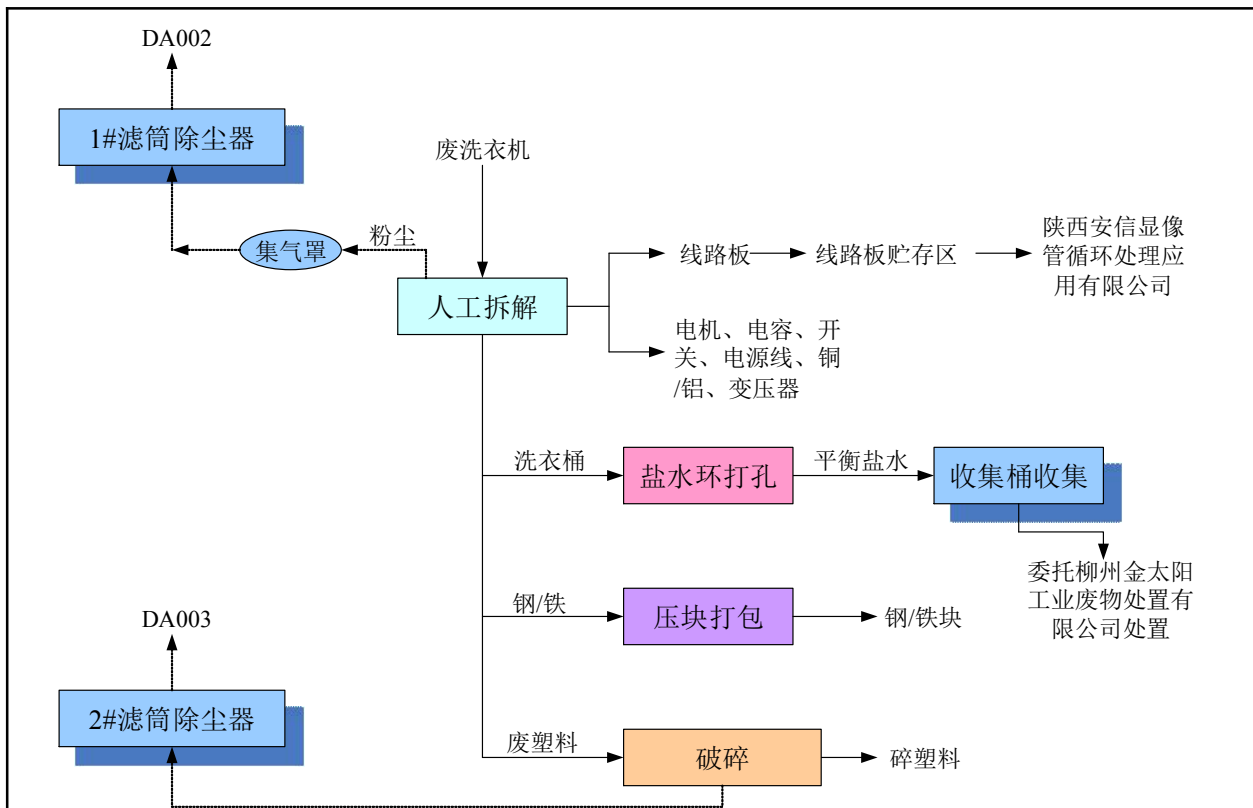 DA002
1#滤筒除尘器
废洗衣机
集气罩
粉尘
人工拆解
线路板
线路板贮存区
陕西安信显像
管循环处理应
用有限公司
电机、电容、开
关、电源线、铜
/铝、变压器
洗衣桶
盐水环打孔
平衡盐水
收集桶收集
委托柳州金太阳
工业废物处置有
限公司处置
钢/铁
压块打包
钢/铁块
DA003
2#滤筒除尘器
废塑料
破碎
碎塑料